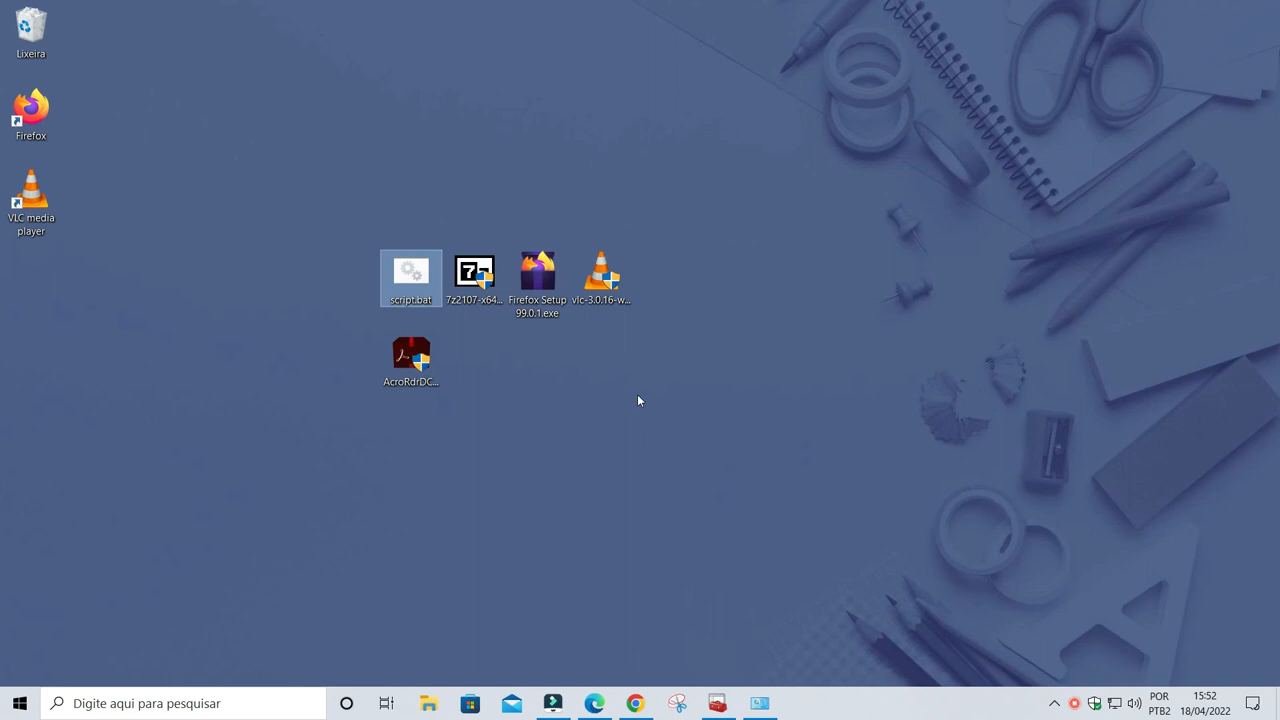 Lixeira
Firefox
VLC media
player
script.bat
7z2107-x64...
Firefox Setup
99.0.1.exe
vlc-3.0.16-w...
AcroRdrDC...
Digite aqui para pesquisar
POR
PTB2
15:52
18/04/2022